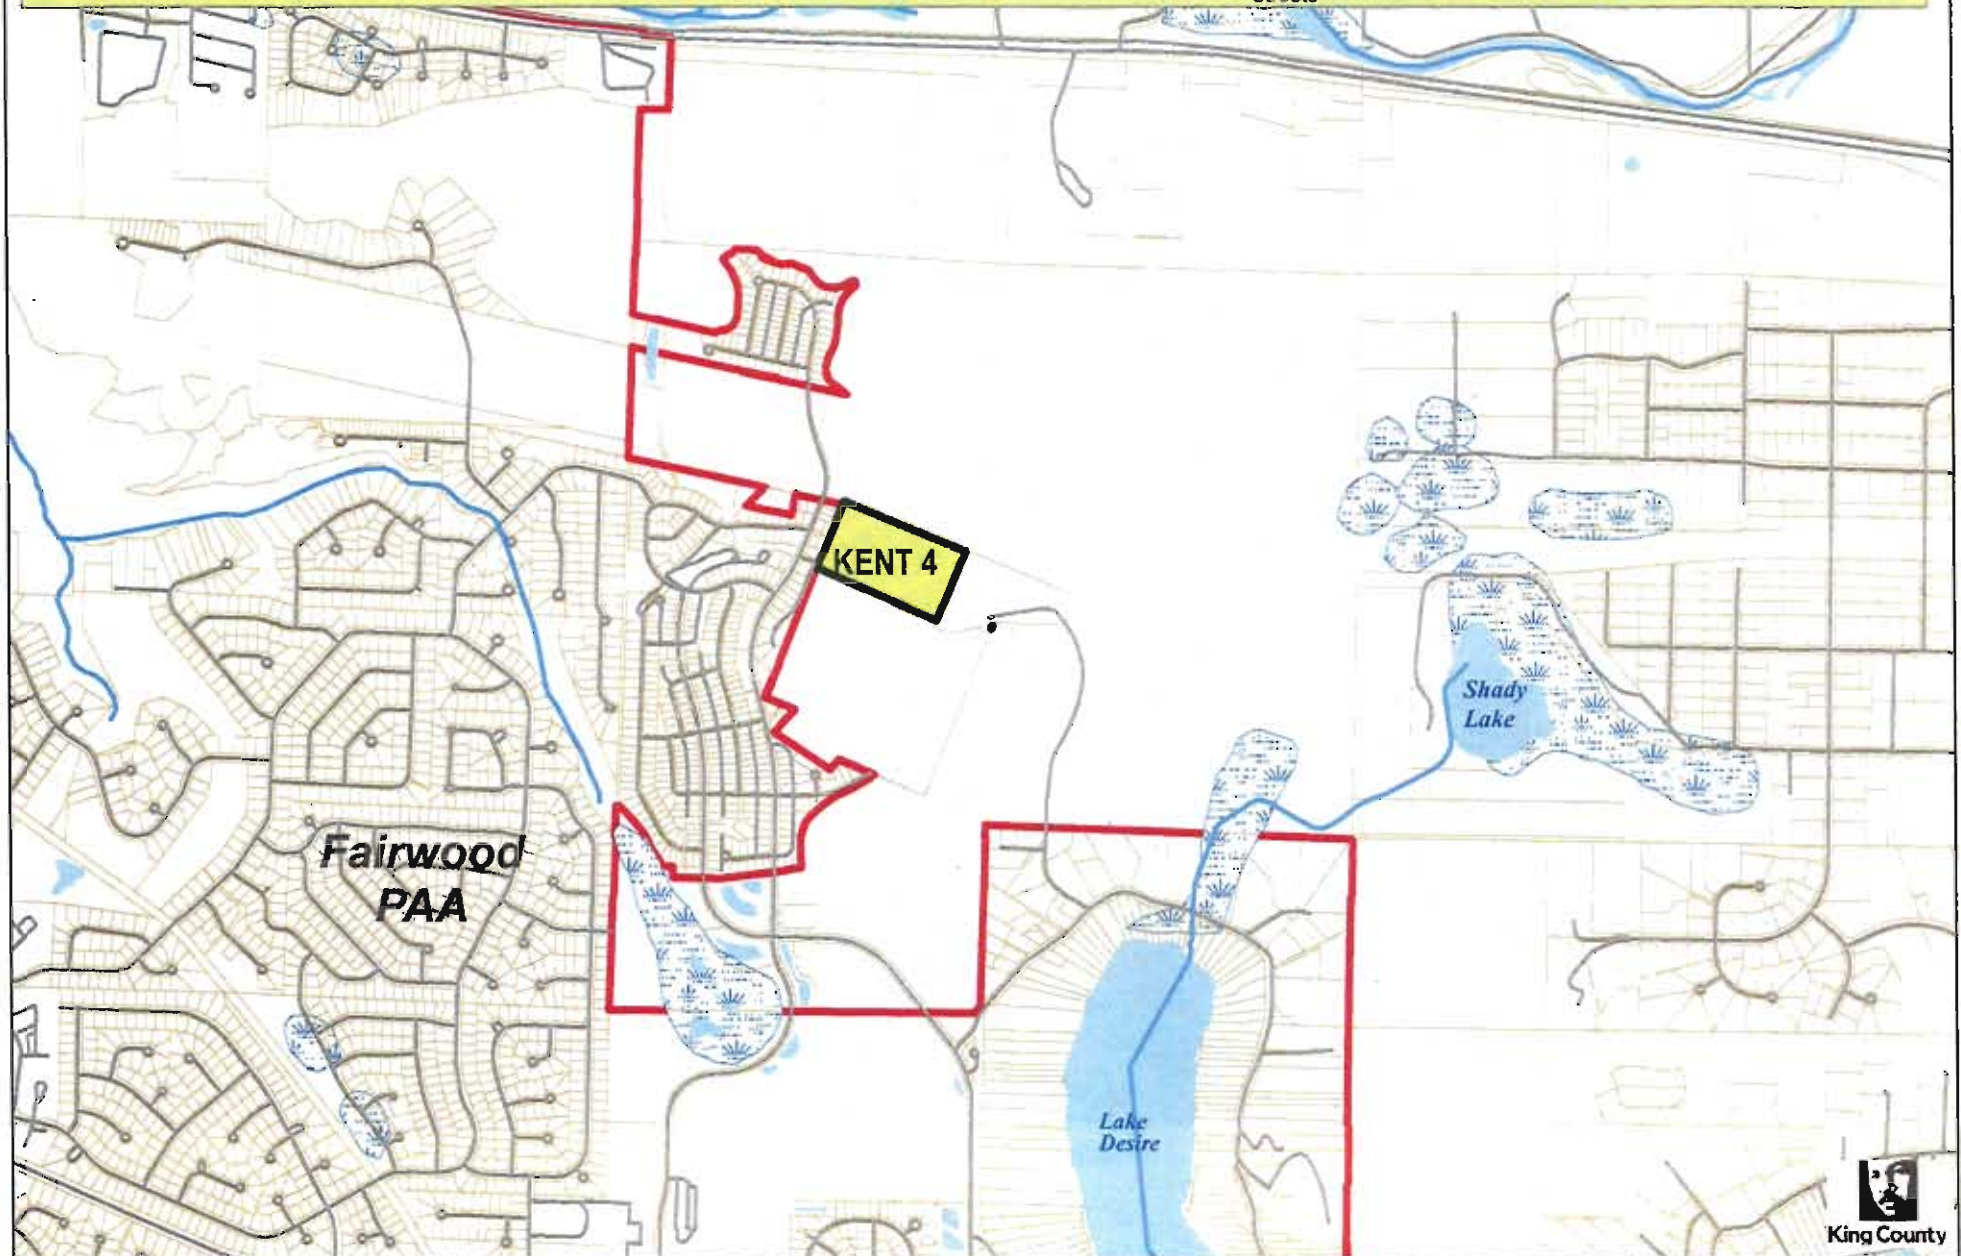 KENT 4
Shady
Lake
Fairwood
PAA
Lake
Desire
King County